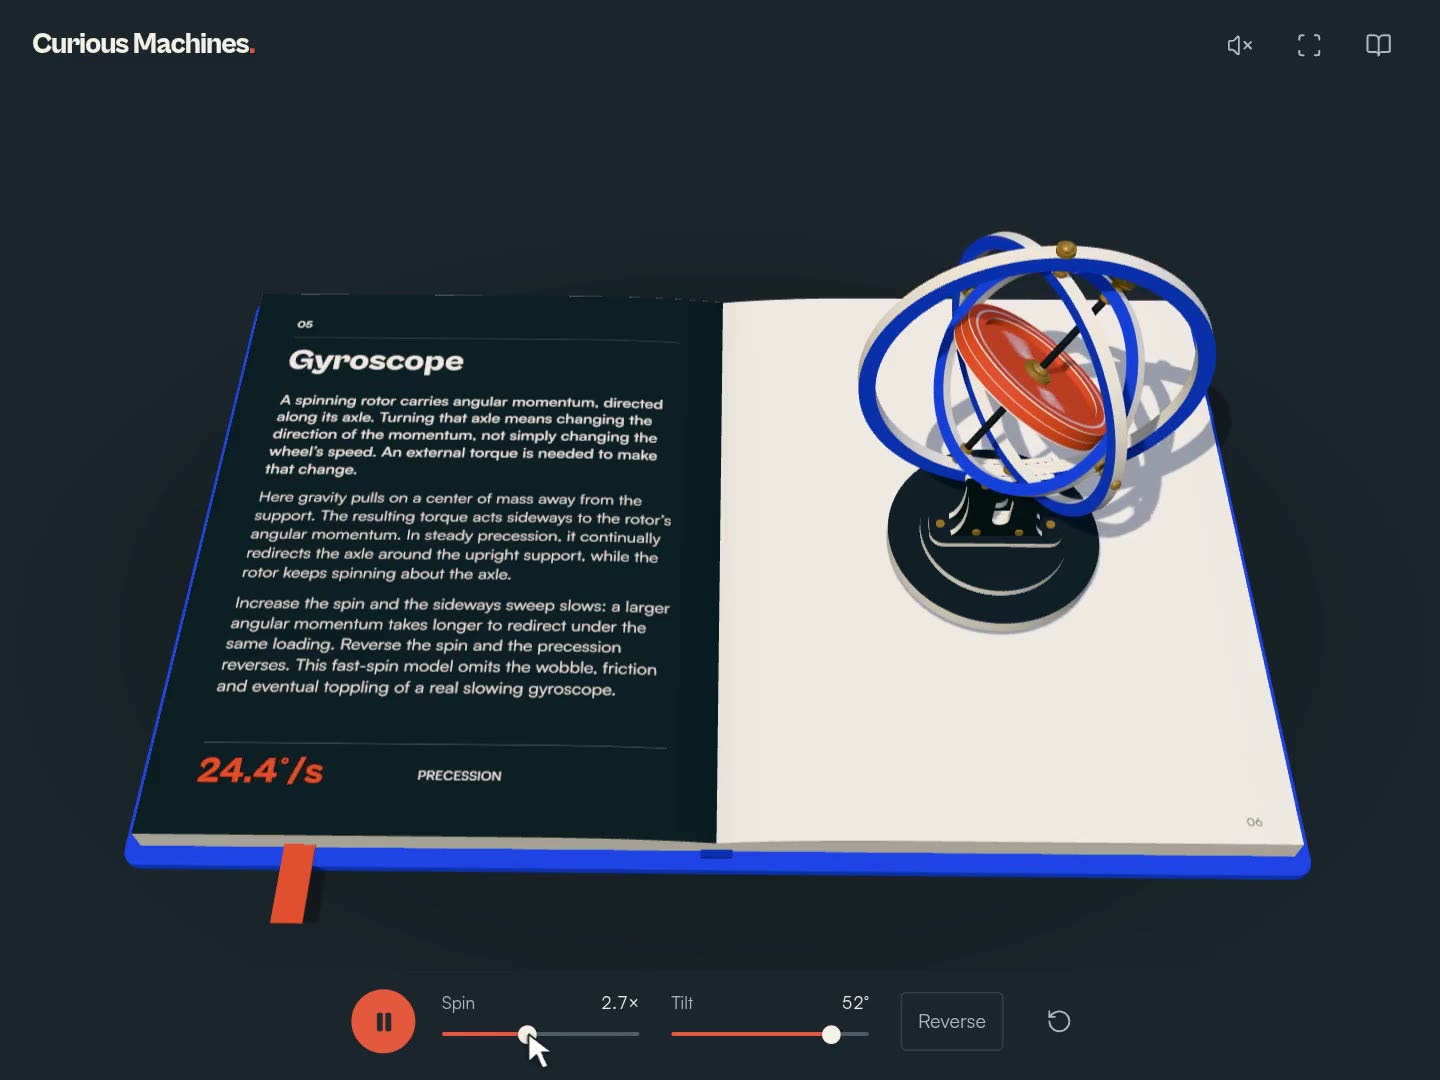 Curious Machines.
05
Gyroscope
A spinning rotor carries angular momentum, directed
along its axle. Turning that axle means changing the
direction of the momentum, not simply changing the
wheel's speed. An external torque is needed to make
that change.
Here gravity pulls on a center of mass away from the
support. The resulting torque acts sideways to the rotor's
angular momentum. In steady precession, it continually
redirects the axle around the upright support, while the
rotor keeps spinning about the axle.
Increase the spin and the sideways sweep slows: a larger
angular momentum takes longer to redirect under the
same loading. Reverse the spin and the precession
reverses. This fast-spin model omits the wobble, friction
and eventual toppling of a real slowing gyroscope.
24.4°/s PRECESSION
06
Spin 2.7× Tilt 52°
Reverse